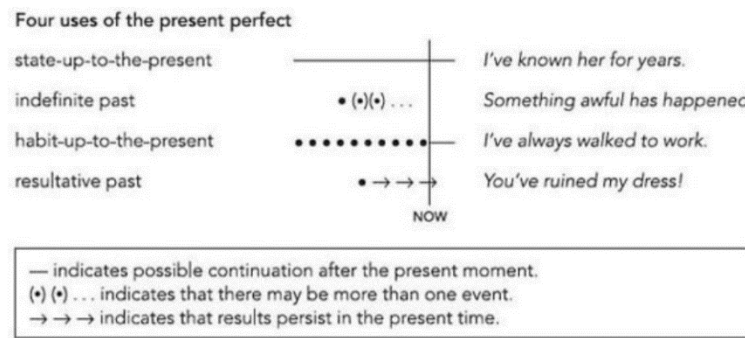 Four uses of the present perfect
state-up-to-the-present I've known her for years.
indefinite past •(•)(•)... Something awful has happened
habit-up-to-the-present I've always walked to work.
resultative past •→→→ You've ruined my dress!
NOW
— indicates possible continuation after the present moment.
(•) (•) ... indicates that there may be more than one event.
→ → → indicates that results persist in the present time.